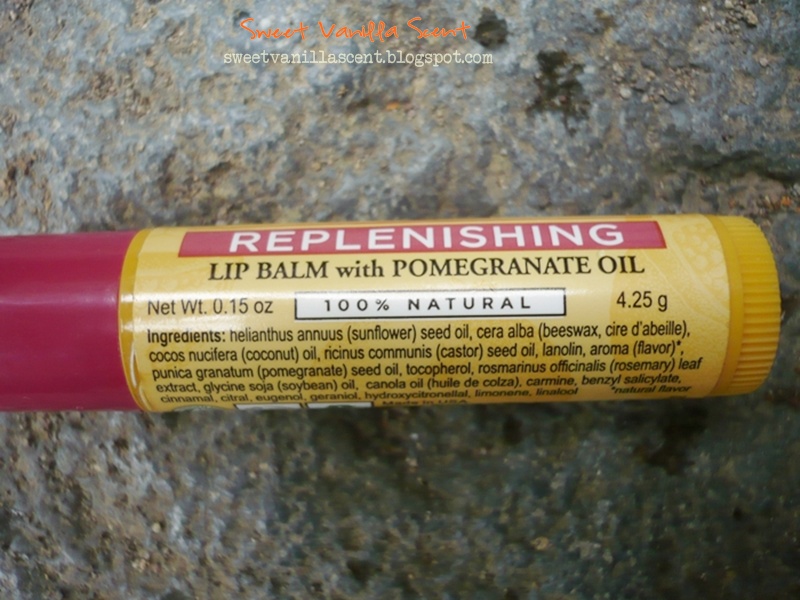 Sweet Vanilla Scent
sweetvanillascent.blogspot.com
REPLENISHING
LIP BALM with POMEGRANATE OIL
Net Wt. 0.15 oz 100% NATURAL 4.25 g
Ingredients: helianthus annuus (sunflower) seed oil, cera alba (beeswax, cire d'abeille),
cocos nucifera (coconut) oil, ricinus communis (castor) seed oil, lanolin, aroma (flavor)*,
punica granatum (pomegranate) seed oil, tocopherol, rosmarinus officinalis (rosemary) leaf
extract, glycine soja (soybean) oil, canola oil (huile de colza), carmine, benzyl salicylate,
cinnamal, citral, eugenol, geraniol, hydroxycitronellal, limonene, linalool *natural flavor
Made in USA